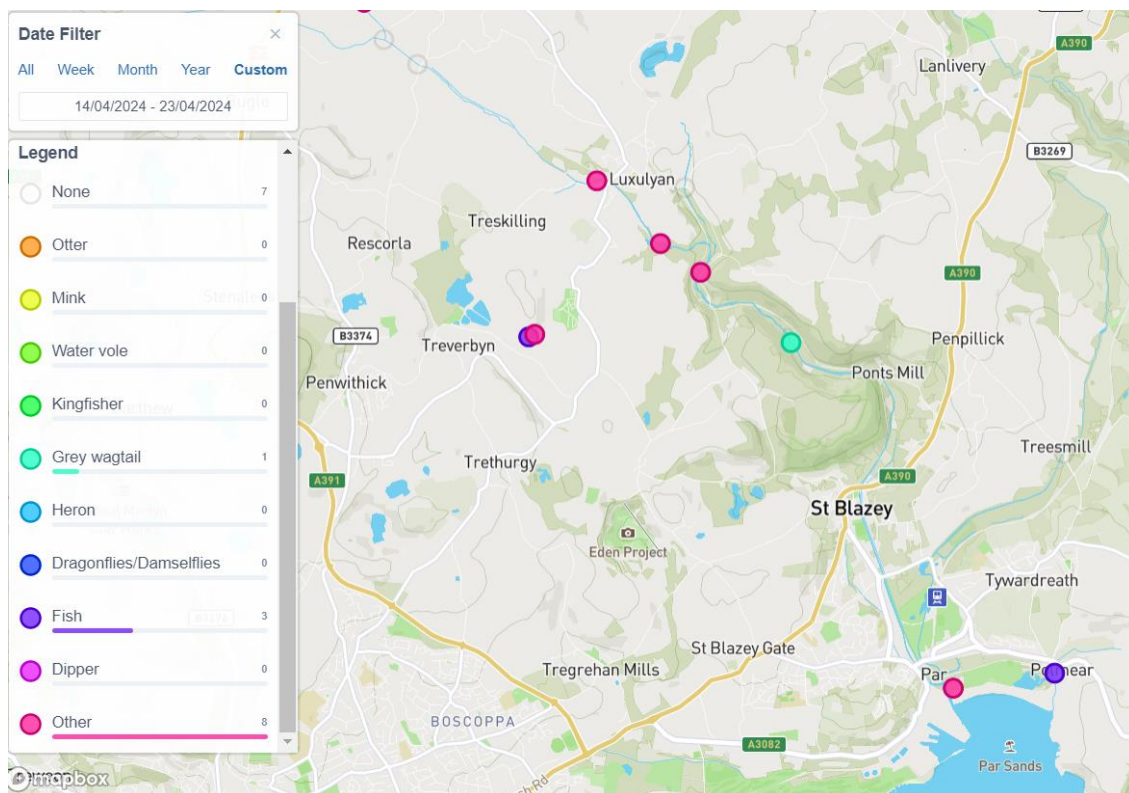 Date Filter ×
All Week Month Year Custom
14/04/2024 - 23/04/2024
Legend
None 7
Otter 0
Mink 0
Water vole 0
Kingfisher 0
Grey wagtail 1
Heron 0
Dragonflies/Damselflies 0
Fish 3
Dipper 0
Other 8
mapbox
A390
Lanlivery
B3269
Luxulyan
Treskilling
Rescorla
A390
B3374
Treverbyn
Penpillick
Penwithick
Ponts Mill
Treesmill
Trethurgy
A391
A390
St Blazey
Eden Project
Tywardreath
St Blazey Gate
Tregrehan Mills
Par
BOSCOPPA
A3082
Par Sands